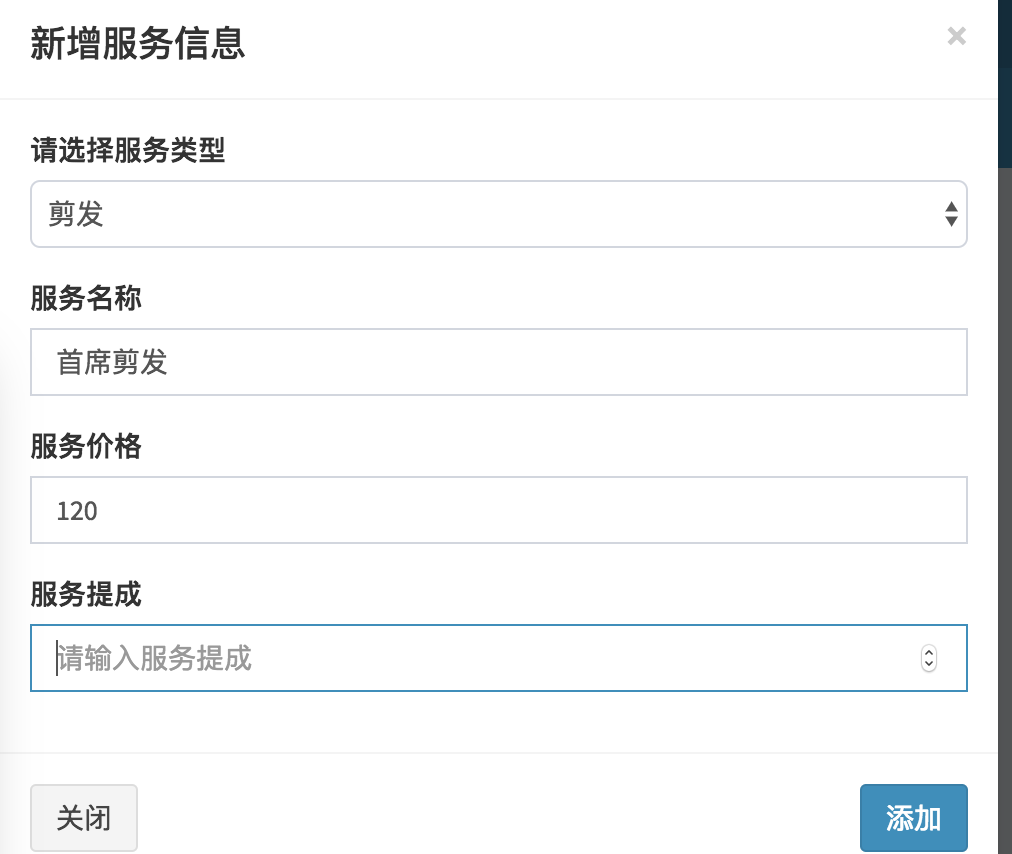 新增服务信息
×
请选择服务类型
剪发
服务名称
首席剪发
服务价格
120
服务提成
请输入服务提成
关闭
添加